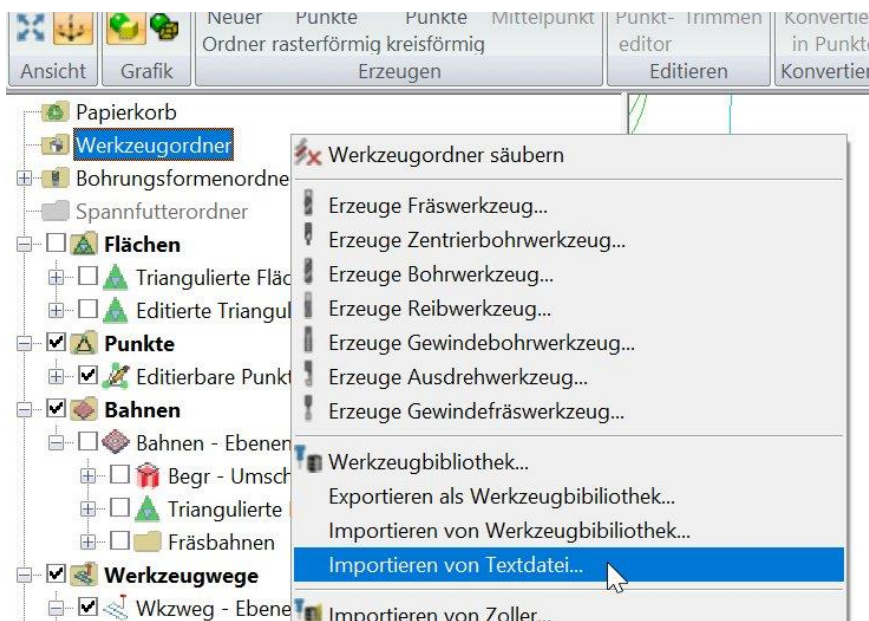 Neuer Punkte Punkte Mittelpunkt Punkt- Trimmen Konvertie
Ordner rasterförmig kreisförmig editor in Punkt
Ansicht Grafik Erzeugen Editieren Konvertier
Papierkorb
Werkzeugordner
Werkzeugordner säubern
Bohrungsformenordne
Spannfutterordner
Erzeuge Fräswerkzeug...
Erzeuge Zentrierbohrwerkzeug...
Flächen
Triangulierte Fläc
Erzeuge Bohrwerkzeug...
Editierte Triangul
Erzeuge Reibwerkzeug...
Punkte
Erzeuge Gewindebohrwerkzeug...
Editierbare Punkt
Erzeuge Ausdrehwerkzeug...
Bahnen
Erzeuge Gewindefräswerkzeug...
Bahnen - Ebenen
Werkzeugbibliothek...
Begr - Umsch
Exportieren als Werkzeugbibiliothek...
Triangulierte
Importieren von Werkzeugbibiliothek...
Fräsbahnen
Importieren von Textdatei...
Werkzeugwege
Wkzweg - Ebene
Importieren von Zoller...